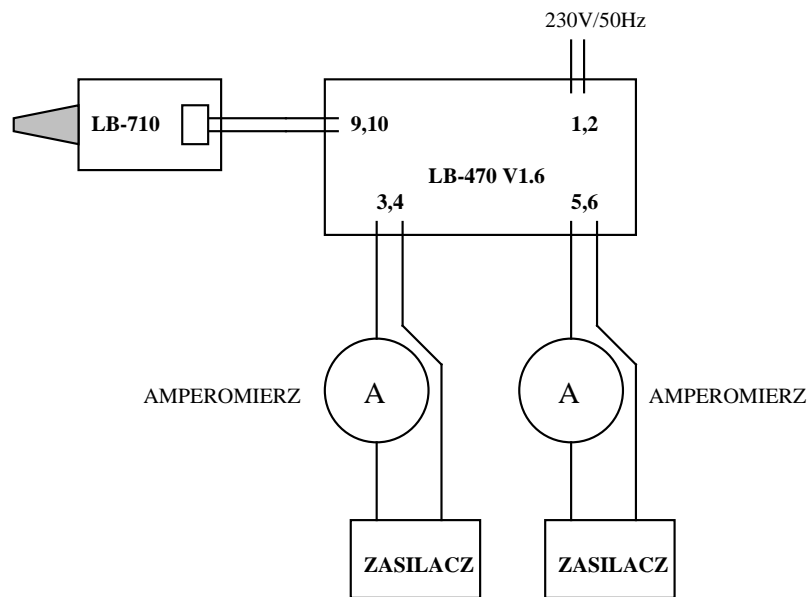 230V/50Hz
LB-710
9,10
1,2
LB-470 V1.6
3,4
5,6
AMPEROMIERZ
A
A
AMPEROMIERZ
ZASILACZ
ZASILACZ